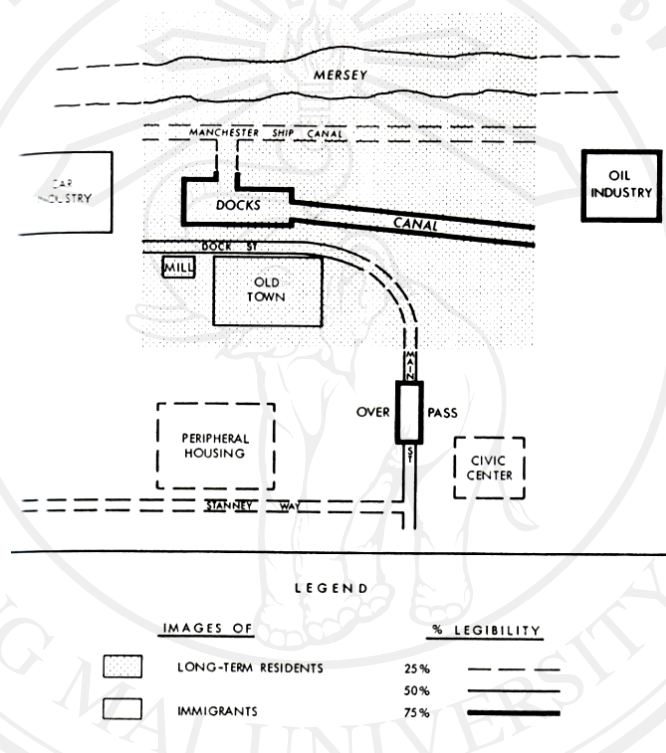 MERSEY
MANCHESTER SHIP CANAL
OIL
INDUSTRY
DOCKS
CANAL
DOCK ST
MILL
OLD
TOWN
MAIN
OVER PASS
ST
PERIPHERAL
HOUSING
CIVIC
CENTER
STANNEY WAY
LEGEND
IMAGES OF % LEGIBILITY
LONG-TERM RESIDENTS 25%
50%
IMMIGRANTS 75%